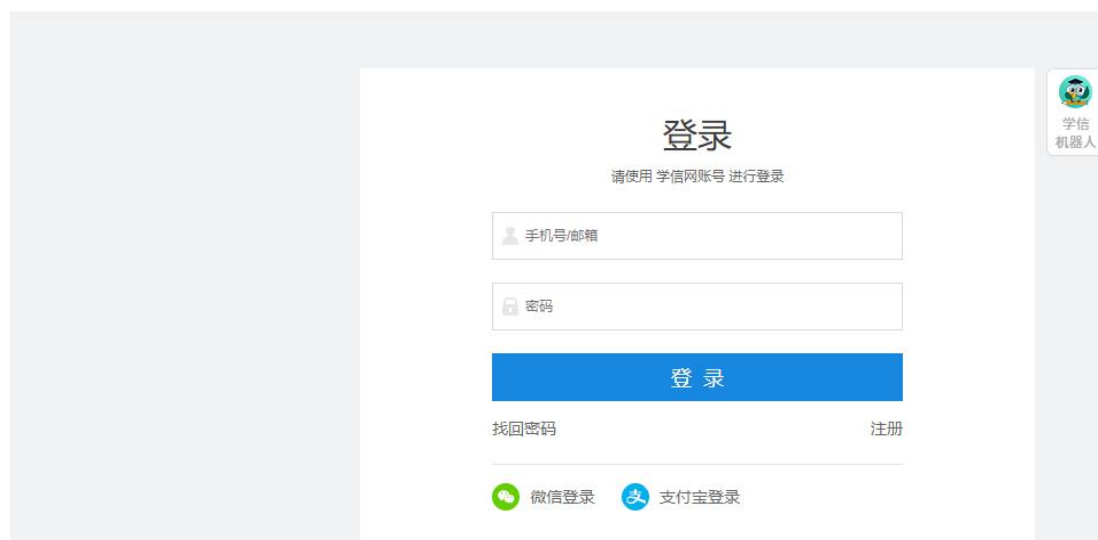 登录
请使用 学信网账号 进行登录
学信
机器人
手机号/邮箱
密码
登 录
找回密码
注册
微信登录
支付宝登录